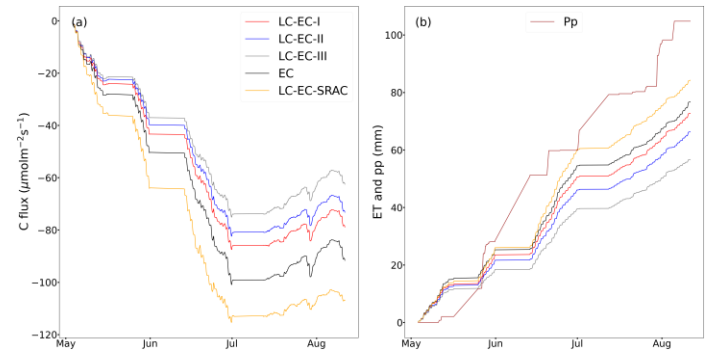 (a)
LC-EC-I
LC-EC-II
LC-EC-III
EC
LC-EC-SRAC
C flux (μmolm⁻²s⁻¹)
0
−20
−40
−60
−80
−100
−120
May
Jun
Jul
Aug
(b)
Pp
ET and pp (mm)
100
80
60
40
20
0
May
Jun
Jul
Aug